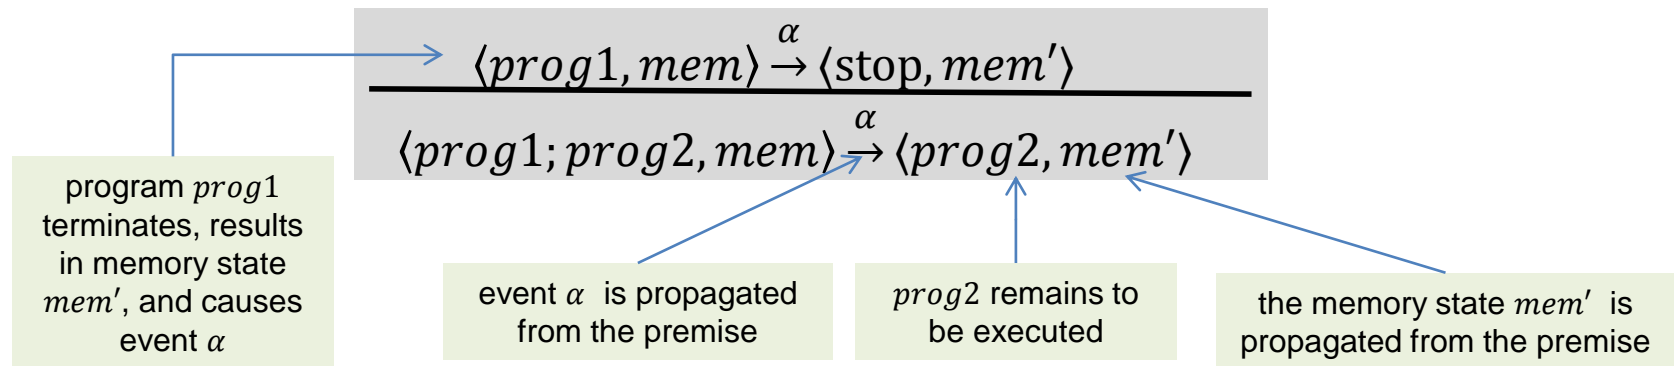 ⟨prog1, mem⟩ →^α ⟨stop, mem′⟩
⟨prog1; prog2, mem⟩ →^α ⟨prog2, mem′⟩
program prog1
terminates, results
in memory state
mem′, and causes
event α
event α is propagated
from the premise
prog2 remains to
be executed
the memory state mem′ is
propagated from the premise